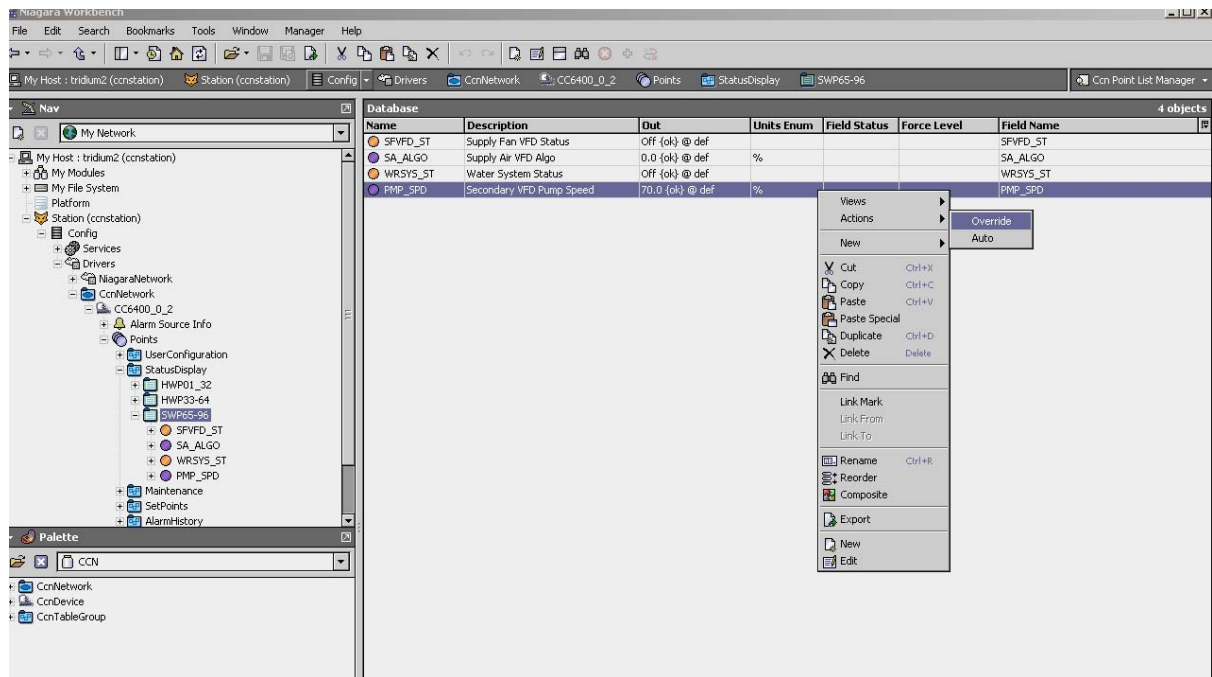 Niagara Workbench
File Edit Search Bookmarks Tools Window Manager Help
My Host : tridium2 (ccnstation) Station (ccnstation) Config Drivers CcnNetwork CC6400_0_2 Points StatusDisplay SWP65-96 Ccn Point List Manager
Nav
My Network
My Host : tridium2 (ccnstation)
My Modules
My File System
Platform
Station (ccnstation)
Config
Services
Drivers
NiagaraNetwork
CcnNetwork
CC6400_0_2
Alarm Source Info
Points
UserConfiguration
StatusDisplay
HWP01_32
HWP33-64
SWP65-96
SFVFD_ST
SA_ALGO
WRSYS_ST
PMP_SPD
Maintenance
SetPoints
AlarmHistory
Palette
CCN
CcnNetwork
CcnDevice
CcnTableGroup
Database 4 objects
Name Description Out Units Enum Field Status Force Level Field Name
SFVFD_ST Supply Fan VFD Status Off {ok} @ def SFVFD_ST
SA_ALGO Supply Air VFD Algo 0.0 {ok} @ def % SA_ALGO
WRSYS_ST Water System Status Off {ok} @ def WRSYS_ST
PMP_SPD Secondary VFD Pump Speed 70.0 {ok} @ def % PMP_SPD
Views
Actions
New
Cut Ctrl+X
Copy Ctrl+C
Paste Ctrl+V
Paste Special
Duplicate Ctrl+D
Delete Delete
Find
Link Mark
Link From
Link To
Rename Ctrl+R
Reorder
Composite
Export
New
Edit
Override
Auto